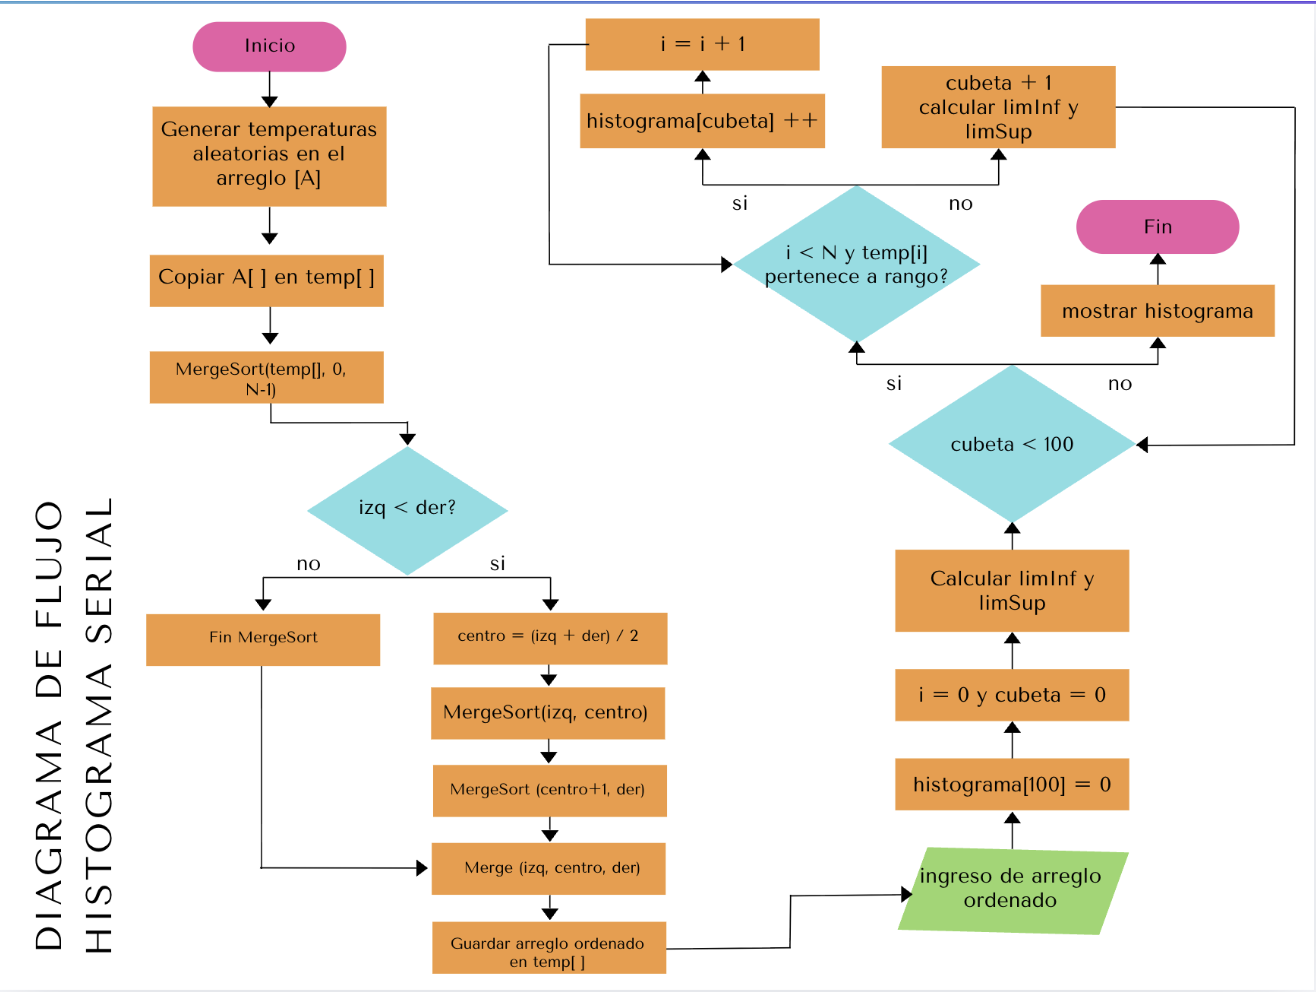 DIAGRAMA DE FLUJO
HISTOGRAMA SERIAL
Inicio
Generar temperaturas
aleatorias en el
arreglo [A]
Copiar A[ ] en temp[ ]
MergeSort(temp[], 0,
N-1)
izq < der?
no
si
Fin MergeSort
centro = (izq + der) / 2
MergeSort(izq, centro)
MergeSort (centro+1, der)
Merge (izq, centro, der)
Guardar arreglo ordenado
en temp[ ]
ingreso de arreglo
ordenado
histograma[100] = 0
i = 0 y cubeta = 0
Calcular limInf y
limSup
cubeta < 100
si
no
i < N y temp[i]
pertenece a rango?
si
no
histograma[cubeta] ++
i = i + 1
cubeta + 1
calcular limInf y
limSup
mostrar histograma
Fin